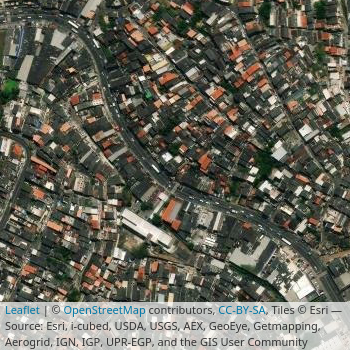 Leaflet | © OpenStreetMap contributors, CC-BY-SA, Tiles © Esri —
Source: Esri, i-cubed, USDA, USGS, AEX, GeoEye, Getmapping,
Aerogrid, IGN, IGP, UPR-EGP, and the GIS User Community